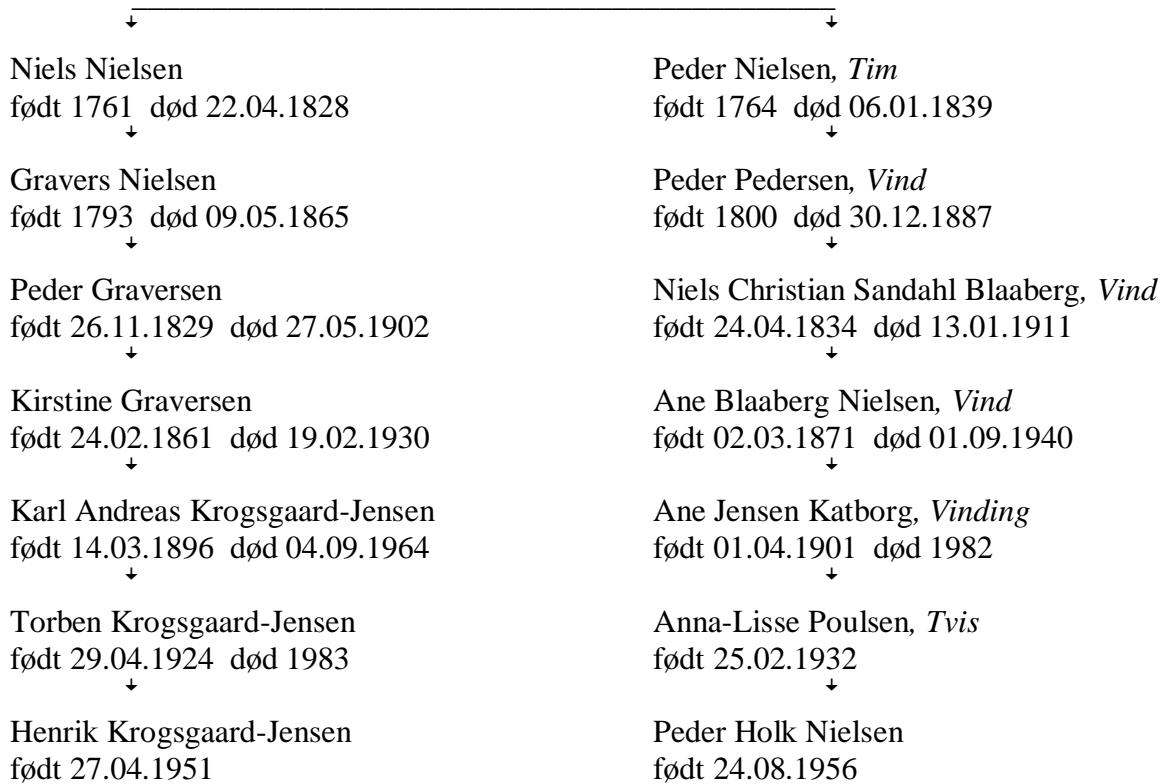 Niels Nielsen
født 1761  død 22.04.1828
Gravers Nielsen
født 1793  død 09.05.1865
Peder Graversen
født 26.11.1829  død 27.05.1902
Kirstine Graversen
født 24.02.1861  død 19.02.1930
Karl Andreas Krogsgaard-Jensen
født 14.03.1896  død 04.09.1964
Torben Krogsgaard-Jensen
født 29.04.1924  død 1983
Henrik Krogsgaard-Jensen
født 27.04.1951
Peder Nielsen, Tim
født 1764  død 06.01.1839
Peder Pedersen, Vind
født 1800  død 30.12.1887
Niels Christian Sandahl Blaaberg, Vind
født 24.04.1834  død 13.01.1911
Ane Blaaberg Nielsen, Vind
født 02.03.1871  død 01.09.1940
Ane Jensen Katborg, Vinding
født 01.04.1901  død 1982
Anna-Lisse Poulsen, Tvis
født 25.02.1932
Peder Holk Nielsen
født 24.08.1956